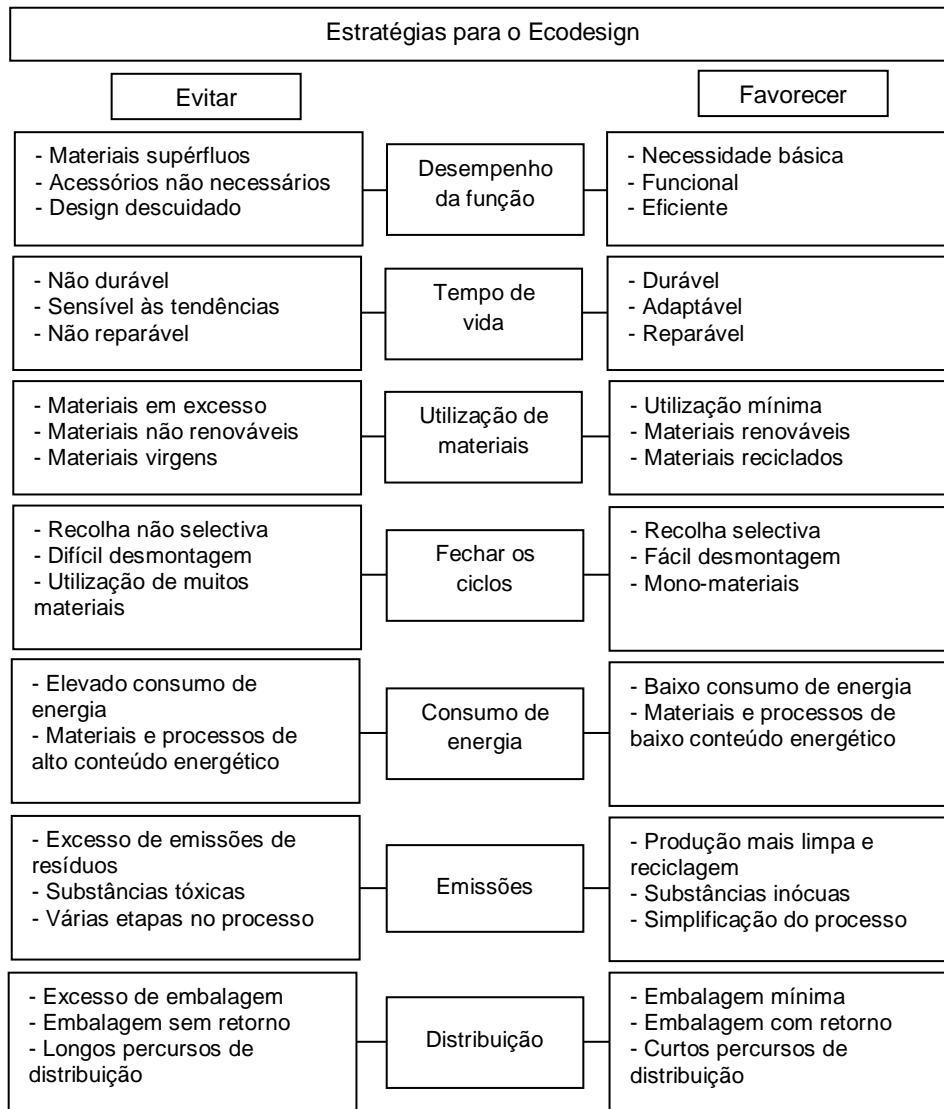 Estratégias para o Ecodesign
Evitar
Favorecer
- Materiais supérfluos
- Acessórios não necessários
- Design descuidado
Desempenho
da função
- Necessidade básica
- Funcional
- Eficiente
- Não durável
- Sensível às tendências
- Não reparável
Tempo de
vida
- Durável
- Adaptável
- Reparável
- Materiais em excesso
- Materiais não renováveis
- Materiais virgens
Utilização de
materiais
- Utilização mínima
- Materiais renováveis
- Materiais reciclados
- Recolha não selectiva
- Difícil desmontagem
- Utilização de muitos
materiais
Fechar os
ciclos
- Recolha selectiva
- Fácil desmontagem
- Mono-materiais
- Elevado consumo de
energia
- Materiais e processos de
alto conteúdo energético
Consumo de
energia
- Baixo consumo de energia
- Materiais e processos de
baixo conteúdo energético
- Excesso de emissões de
resíduos
- Substâncias tóxicas
- Várias etapas no processo
Emissões
- Produção mais limpa e
reciclagem
- Substâncias inócuas
- Simplificação do processo
- Excesso de embalagem
- Embalagem sem retorno
- Longos percursos de
distribuição
Distribuição
- Embalagem mínima
- Embalagem com retorno
- Curtos percursos de
distribuição